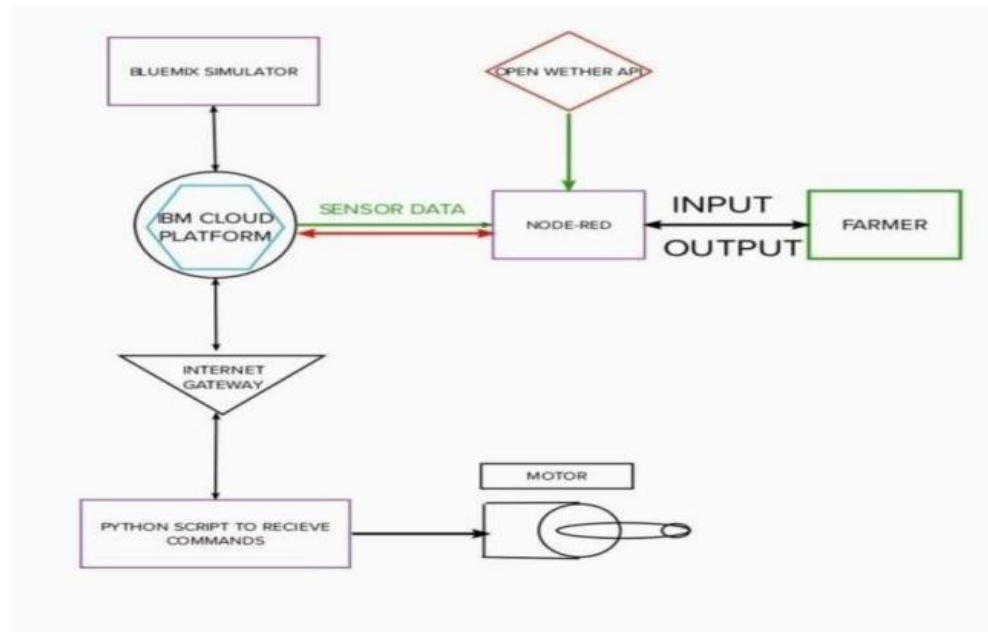 BLUEMIX SIMULATOR
OPEN WETHER API
IBM CLOUD
PLATFORM
SENSOR DATA
NODE-RED
INPUT
OUTPUT
FARMER
INTERNET
GATEWAY
MOTOR
PYTHON SCRIPT TO RECIEVE
COMMANDS